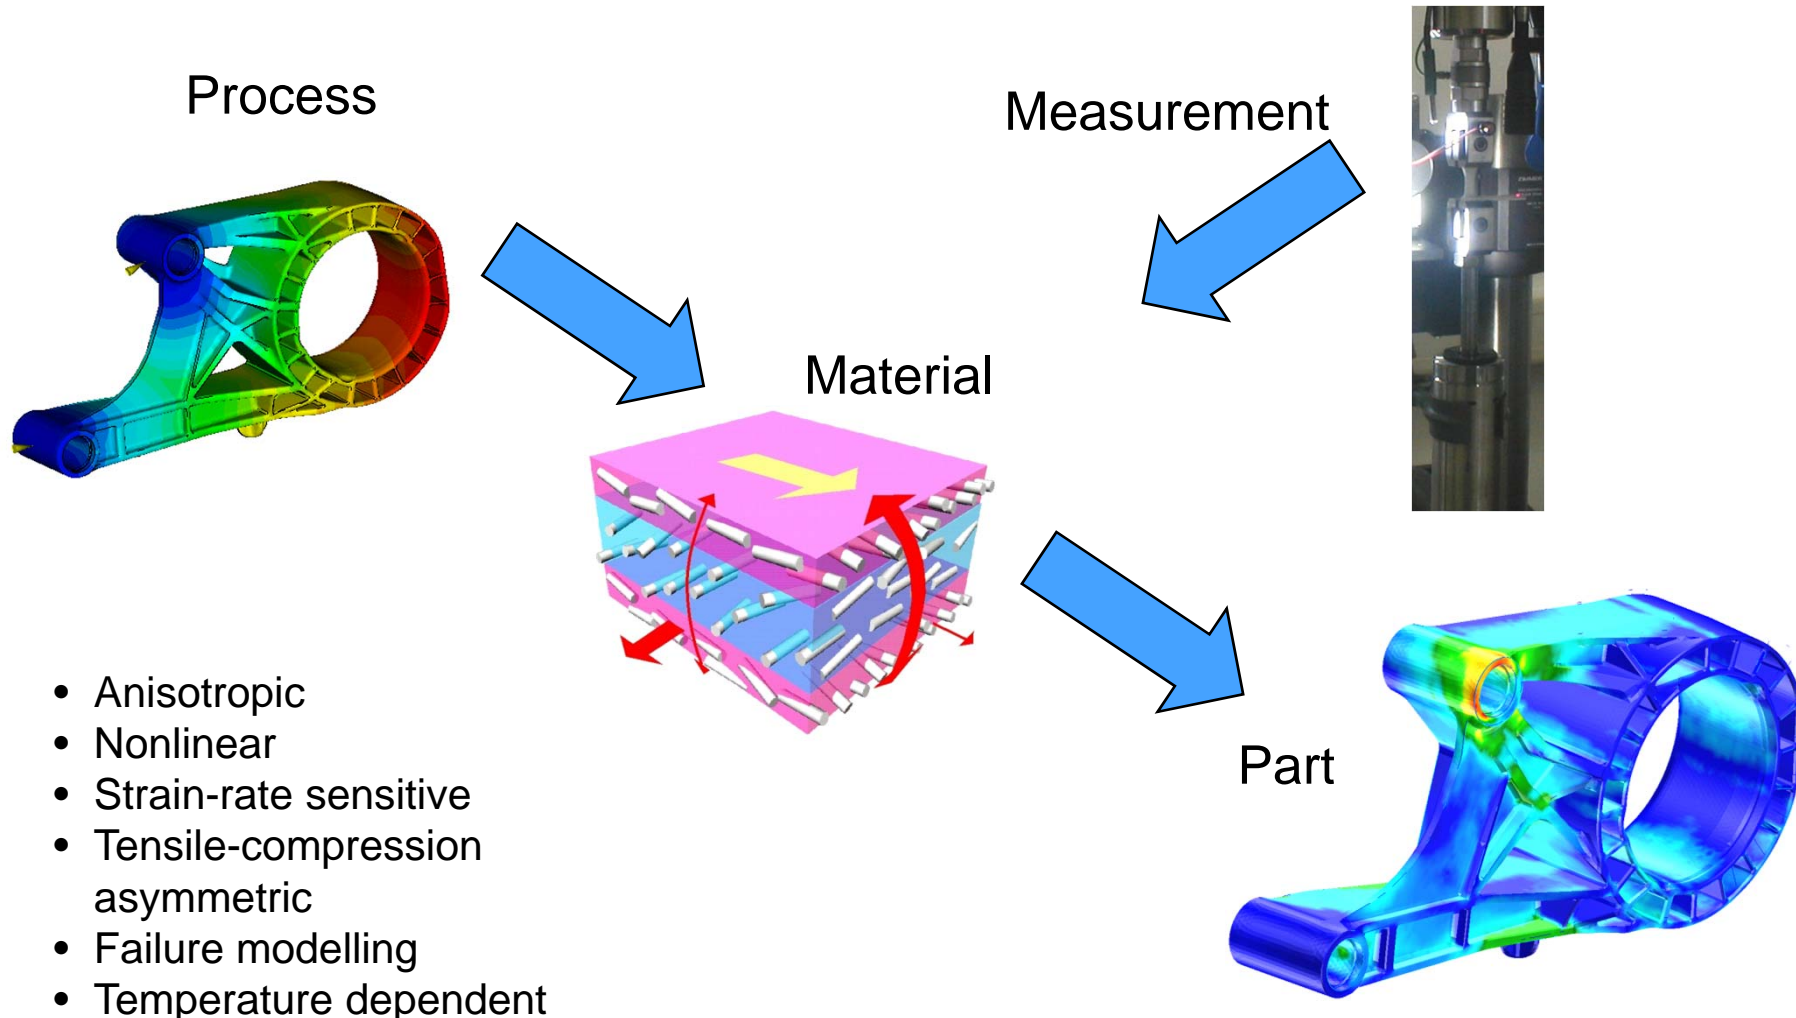 Process
Measurement
Material
Part
• Anisotropic
• Nonlinear
• Strain-rate sensitive
• Tensile-compression
asymmetric
• Failure modelling
• Temperature dependent